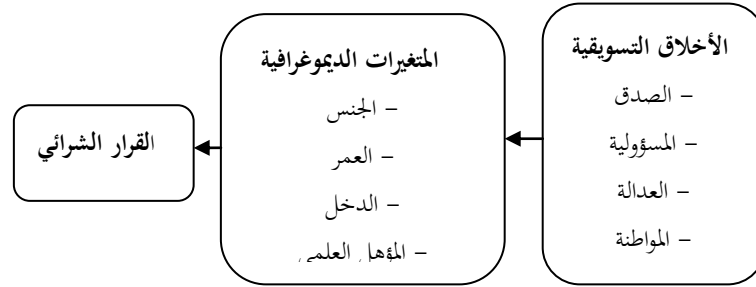 الأخلاق التسويقية
– الصدق
– المسؤولية
– العدالة
– المواطنة
المتغيرات الديموغرافية
– الجنس
– العمر
– الدخل
– المؤهل العلمي
القرار الشرائي